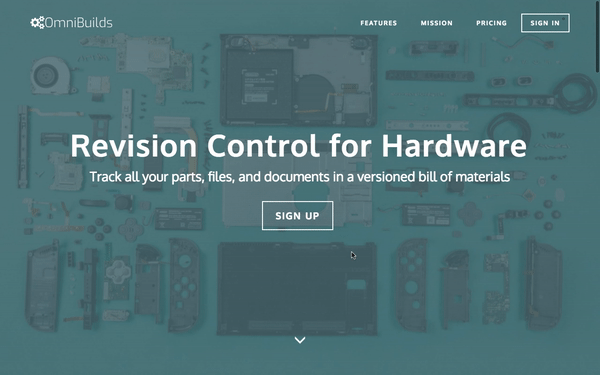 OmniBuilds
FEATURES
MISSION
PRICING
SIGN IN
Revision Control for Hardware
Track all your parts, files, and documents in a versioned bill of materials
SIGN UP